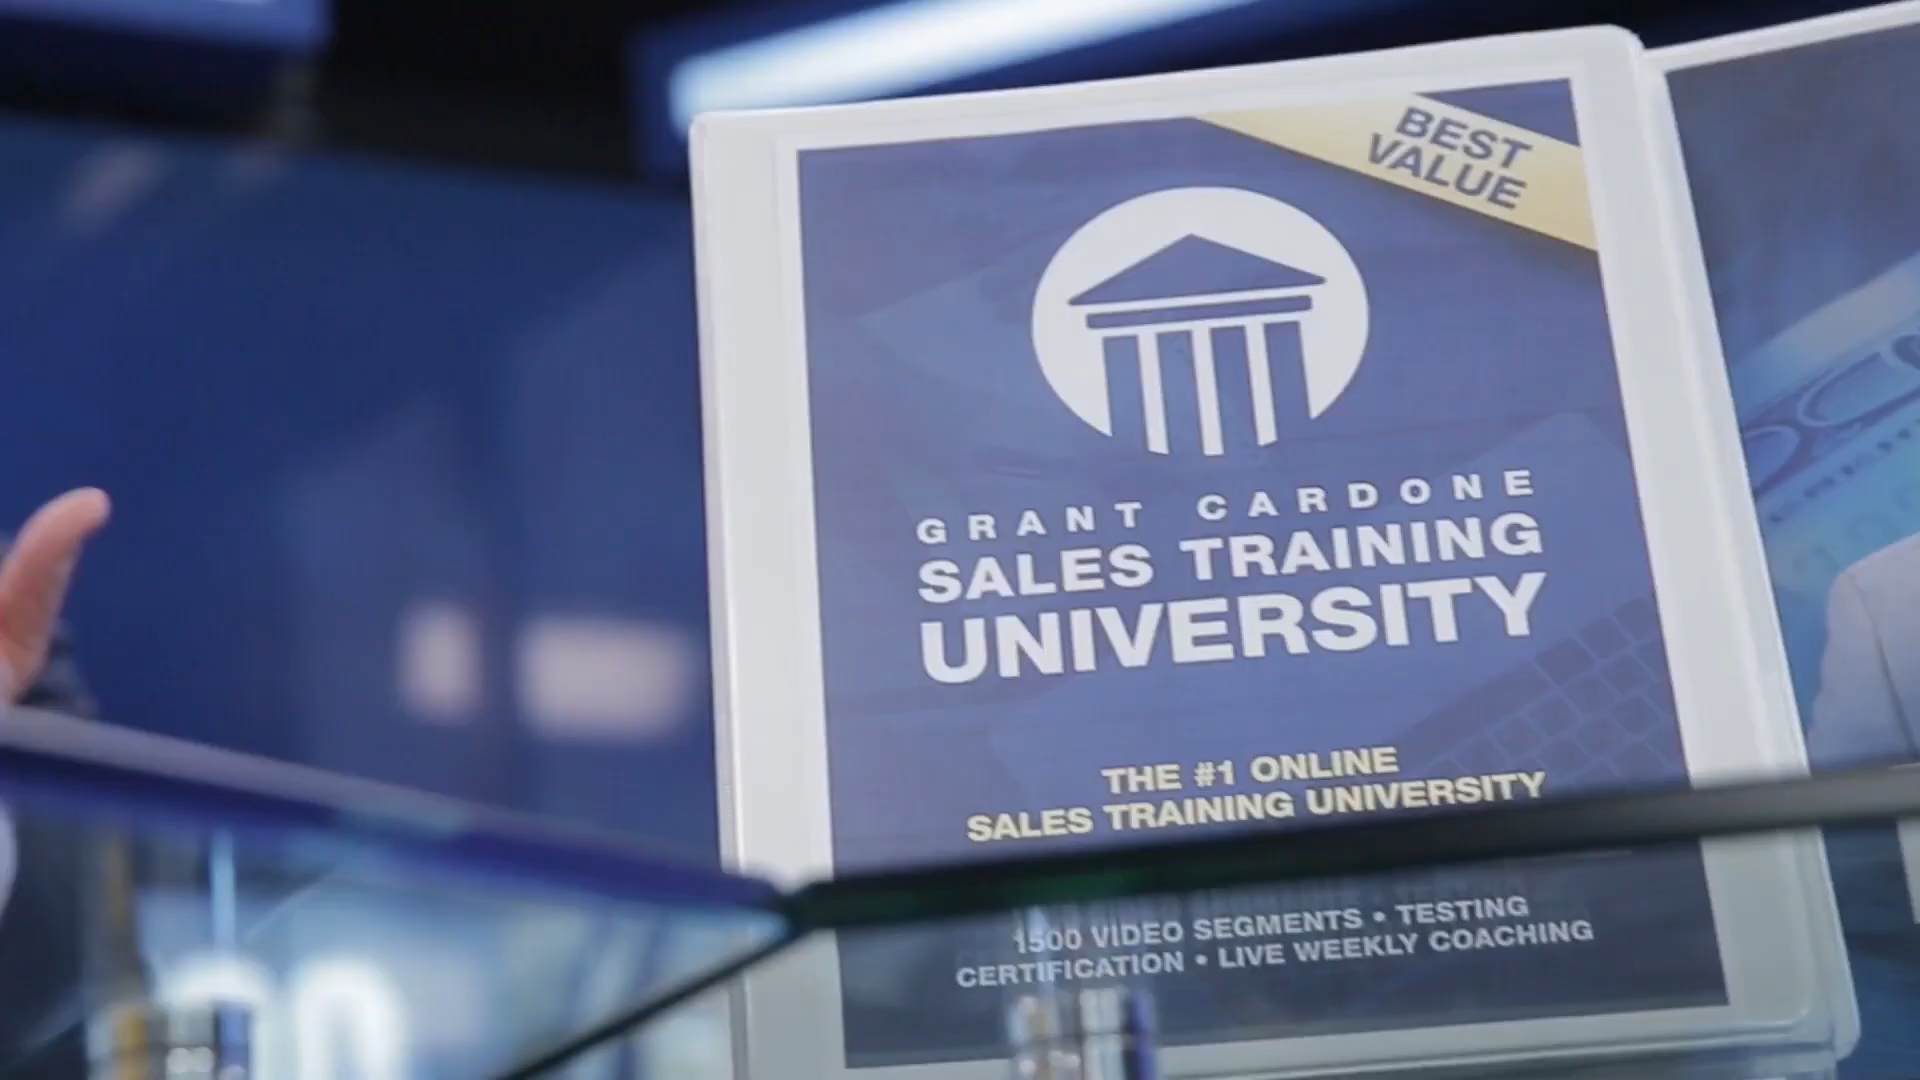 BEST
VALUE
GRANT CARDONE
SALES TRAINING
UNIVERSITY
THE #1 ONLINE
SALES TRAINING UNIVERSITY
1500 VIDEO SEGMENTS • TESTING
CERTIFICATION • LIVE WEEKLY COACHING